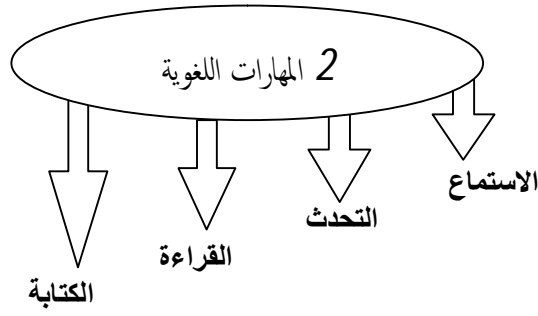 2 المهارات اللغوية
الاستماع
التحدث
القراءة
الكتابة